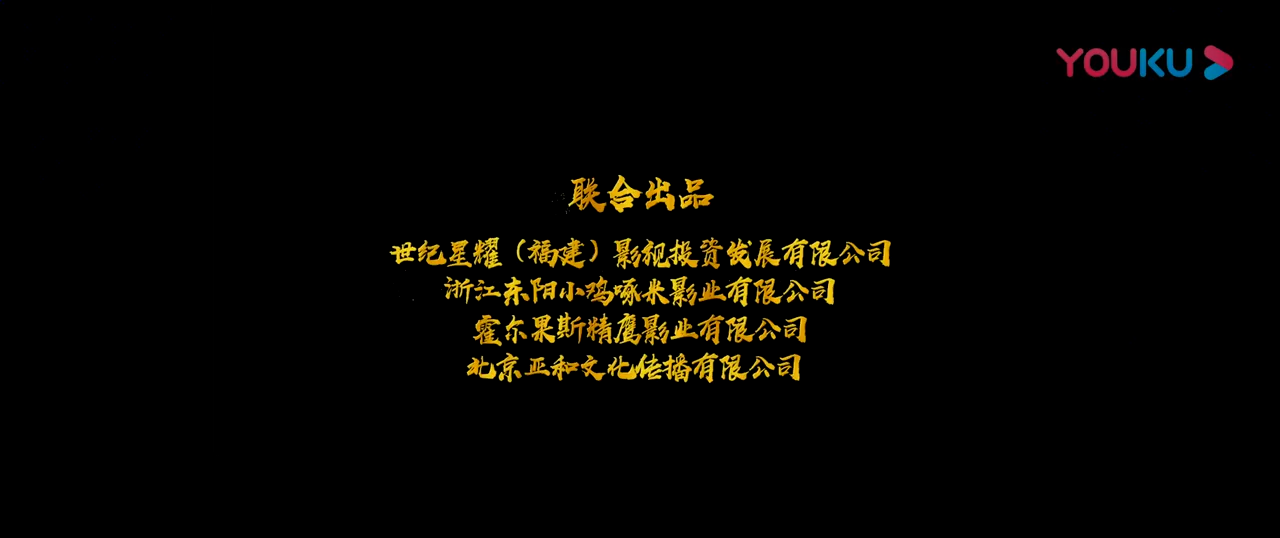 YOUKU
联合出品
世纪星耀（福建）影视投资发展有限公司
浙江东阳小鸡啄米影业有限公司
霍尔果斯精鹰影业有限公司
北京亚和文化传播有限公司